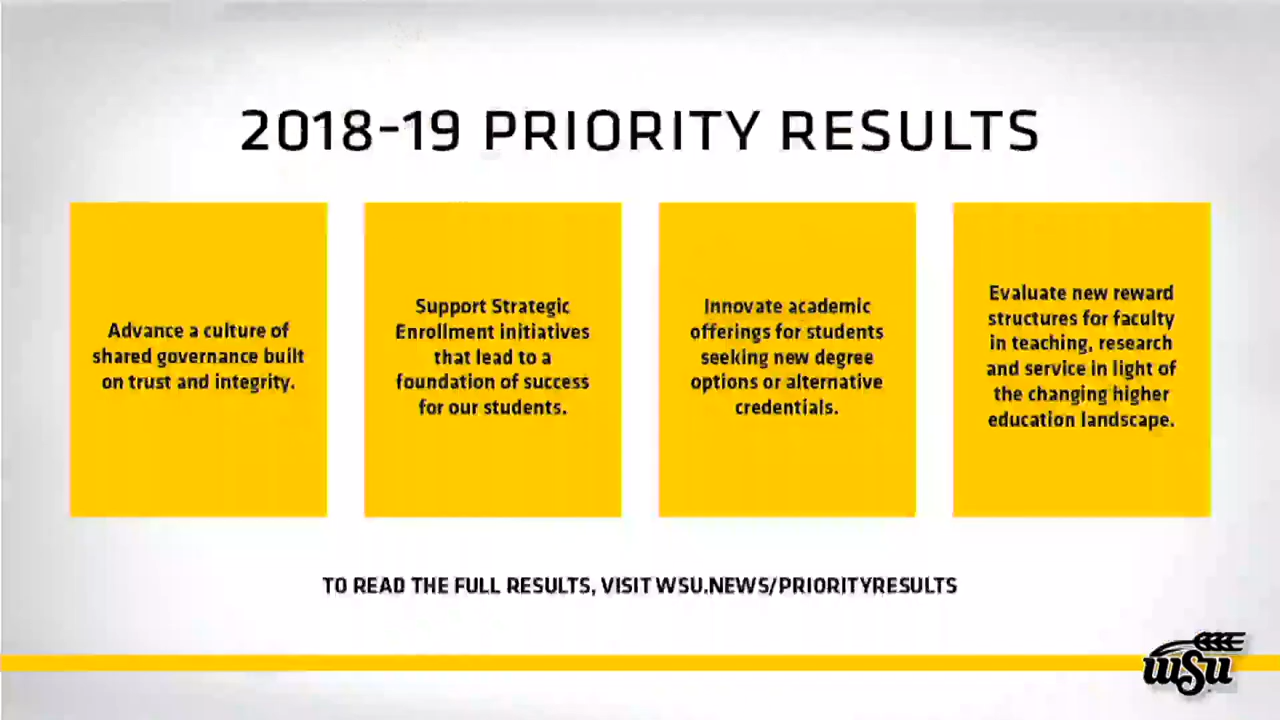 2018-19 PRIORITY RESULTS
Advance a culture of
shared governance built
on trust and integrity.
Support Strategic
Enrollment initiatives
that lead to a
foundation of success
for our students.
Innovate academic
offerings for students
seeking new degree
options or alternative
credentials.
Evaluate new reward
structures for faculty
in teaching, research
and service in light of
the changing higher
education landscape.
TO READ THE FULL RESULTS, VISIT WSU.NEWS/PRIORITYRESULTS
WSU